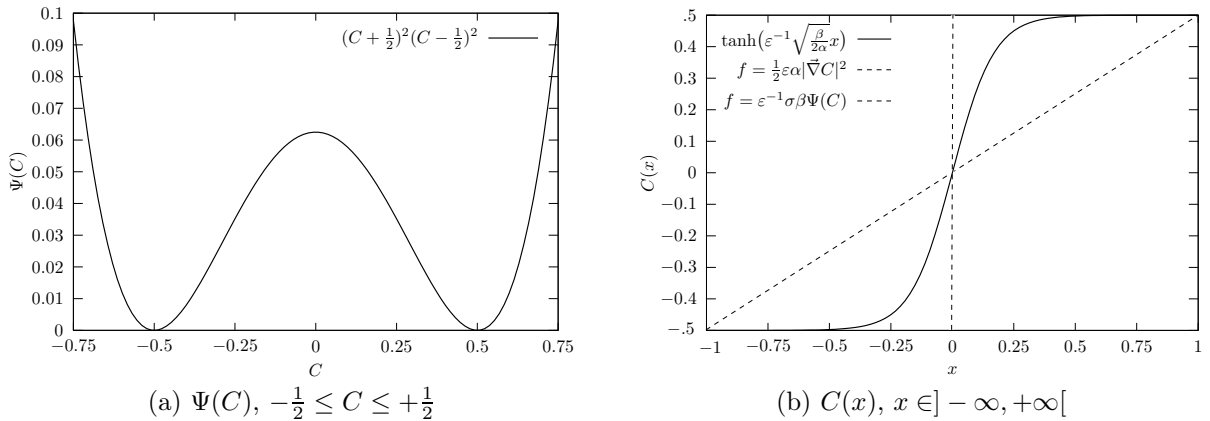 0.1
0.09
0.08
0.07
0.06
0.05
0.04
0.03
0.02
0.01
0
Ψ(C)
(C + 1/2)²(C − 1/2)²
−0.75 −0.5 −0.25 0 0.25 0.5 0.75
C
(a) Ψ(C), −1/2 ≤ C ≤ +1/2
.5
0.4
0.3
0.2
0.1
0
−0.1
−0.2
−0.3
−0.4
−.5
C(x)
tanh(ε⁻¹√(β/2α)x)
f = 1/2 εα|∇⃗C|²
f = ε⁻¹σβΨ(C)
−1 −0.75 −0.5 −0.25 0 0.25 0.5 0.75 1
x
(b) C(x), x ∈] − ∞, +∞[